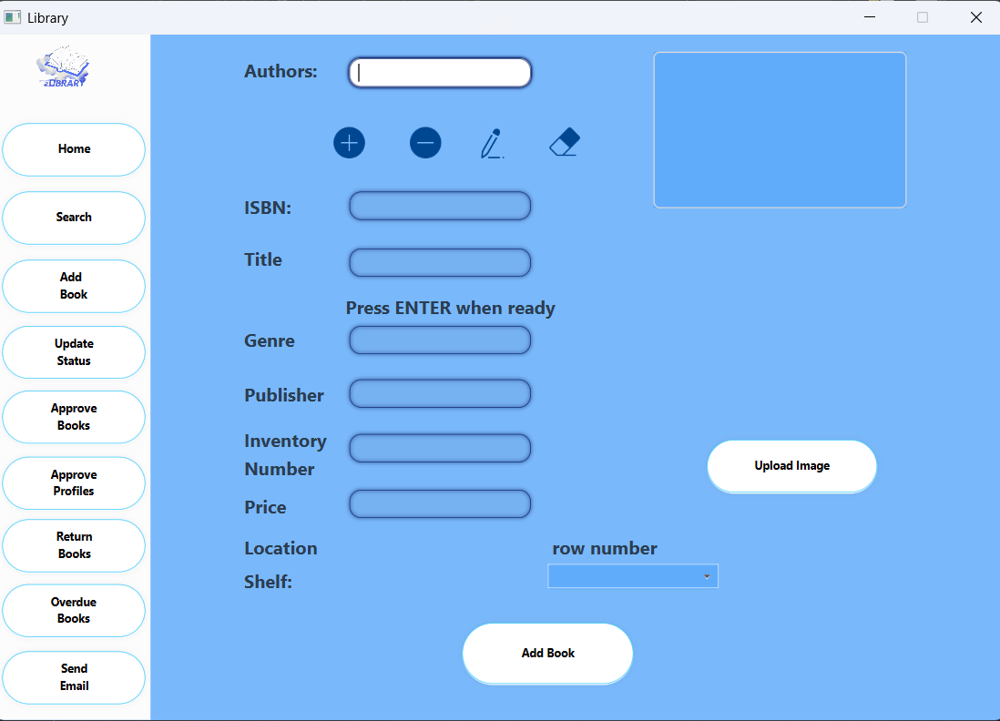 Library
eLIBRARY
Home
Search
Add
Book
Update
Status
Approve
Books
Approve
Profiles
Return
Books
Overdue
Books
Send
Email
Authors:
ISBN:
Title
Press ENTER when ready
Genre
Publisher
Inventory
Number
Price
Location
row number
Shelf:
Upload Image
Add Book